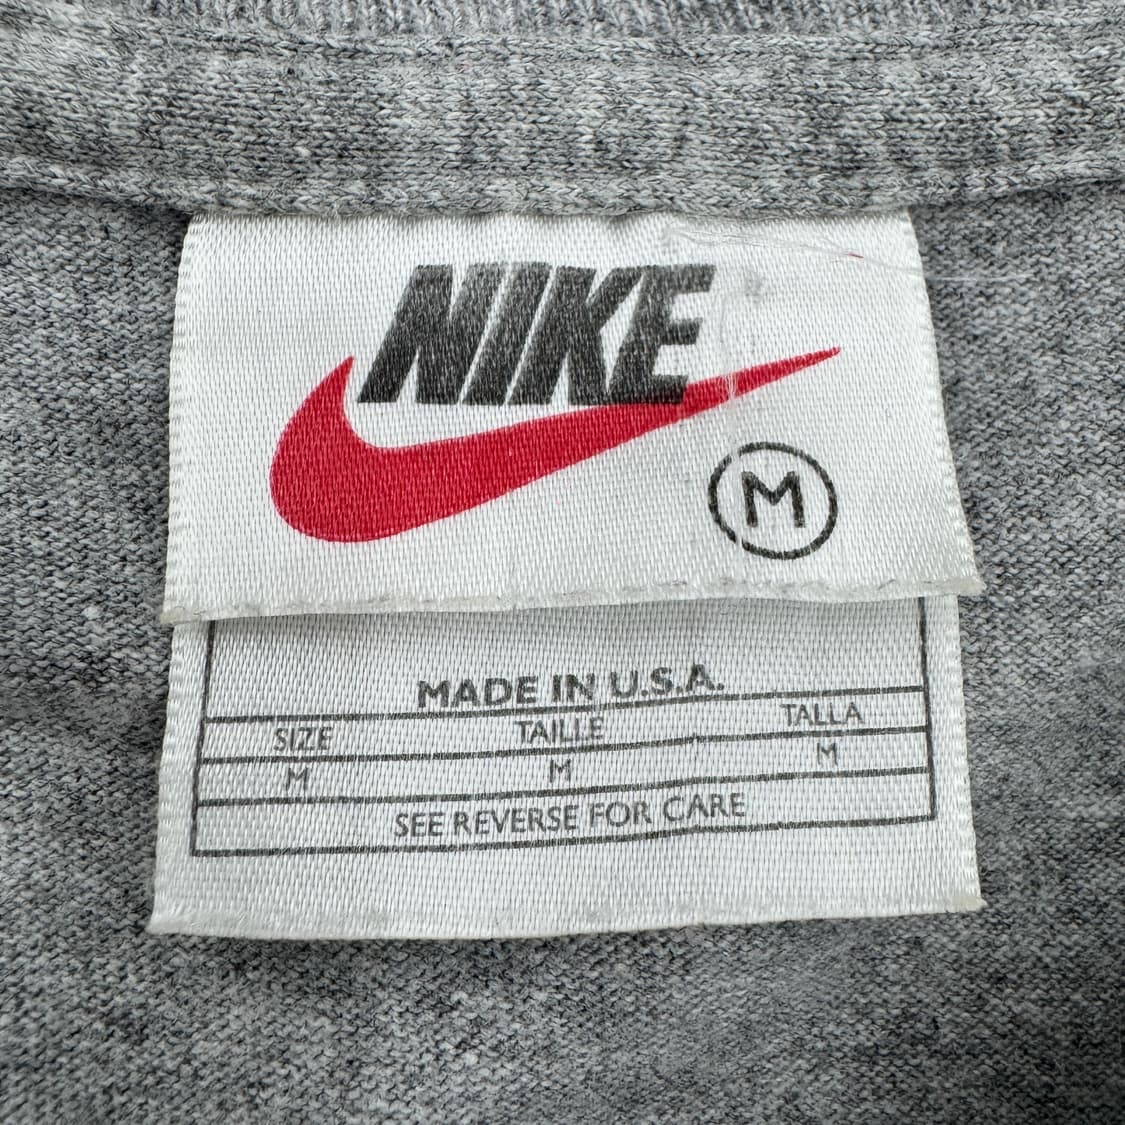 NIKE
M
MADE IN U.S.A.
SIZE TAILLE TALLA
M M M
SEE REVERSE FOR CARE